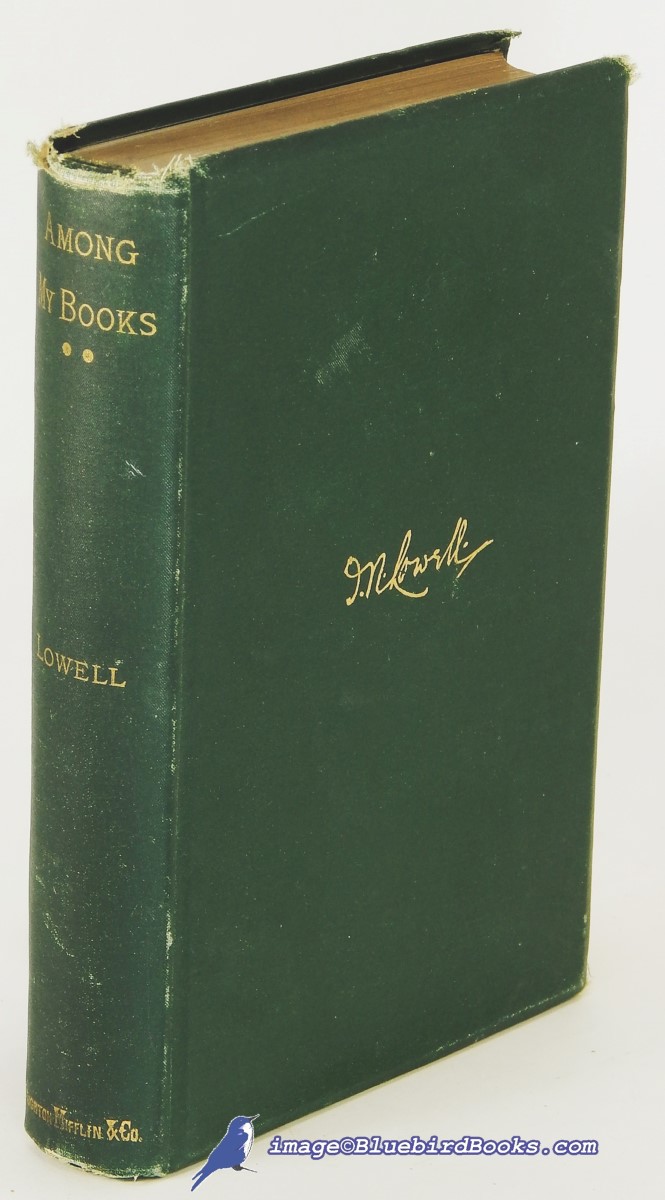 AMONG
MY BOOKS
LOWELL
HOUGHTON MIFFLIN & CO.
J.R. Lowell.
image©BluebirdBooks.com